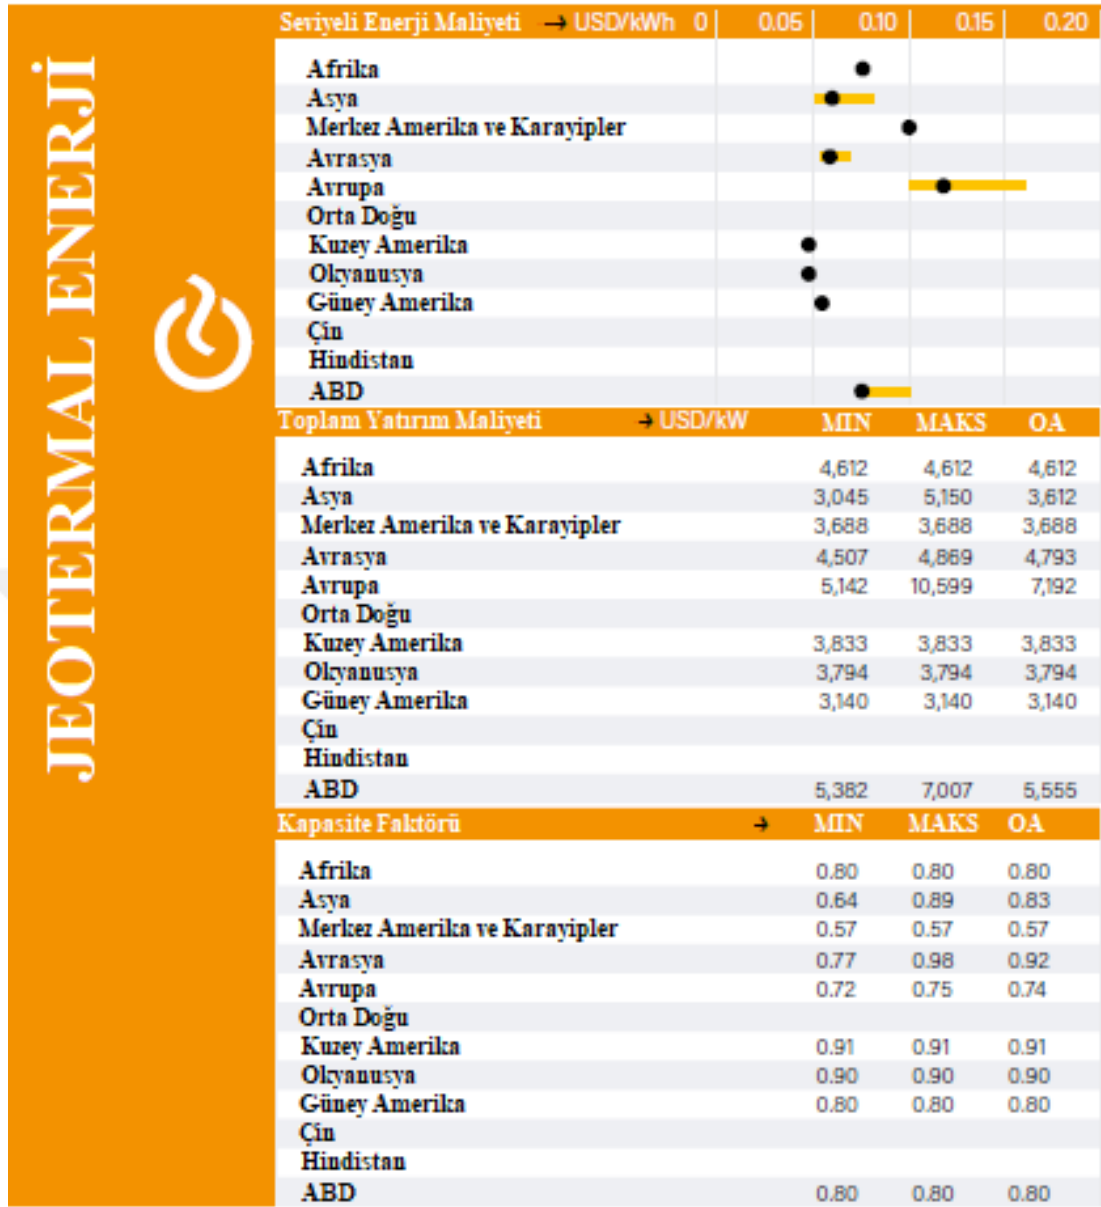 JEOTERMAL ENERJİ
Seviyeli Enerji Maliyeti → USD/kWh 0 0.05 0.10 0.15 0.20
Afrika
Asya
Merkez Amerika ve Karayipler
Avrasya
Avrupa
Orta Doğu
Kuzey Amerika
Okyanusya
Güney Amerika
Çin
Hindistan
ABD
Toplam Yatırım Maliyeti → USD/kW MIN MAKS OA
Afrika 4,612 4,612 4,612
Asya 3,045 5,150 3,612
Merkez Amerika ve Karayipler 3,688 3,688 3,688
Avrasya 4,507 4,869 4,793
Avrupa 5,142 10,599 7,192
Orta Doğu
Kuzey Amerika 3,833 3,833 3,833
Okyanusya 3,794 3,794 3,794
Güney Amerika 3,140 3,140 3,140
Çin
Hindistan
ABD 5,382 7,007 5,555
Kapasite Faktörü → MIN MAKS OA
Afrika 0.80 0.80 0.80
Asya 0.64 0.89 0.83
Merkez Amerika ve Karayipler 0.57 0.57 0.57
Avrasya 0.77 0.98 0.92
Avrupa 0.72 0.75 0.74
Orta Doğu
Kuzey Amerika 0.91 0.91 0.91
Okyanusya 0.90 0.90 0.90
Güney Amerika 0.80 0.80 0.80
Çin
Hindistan
ABD 0.80 0.80 0.80